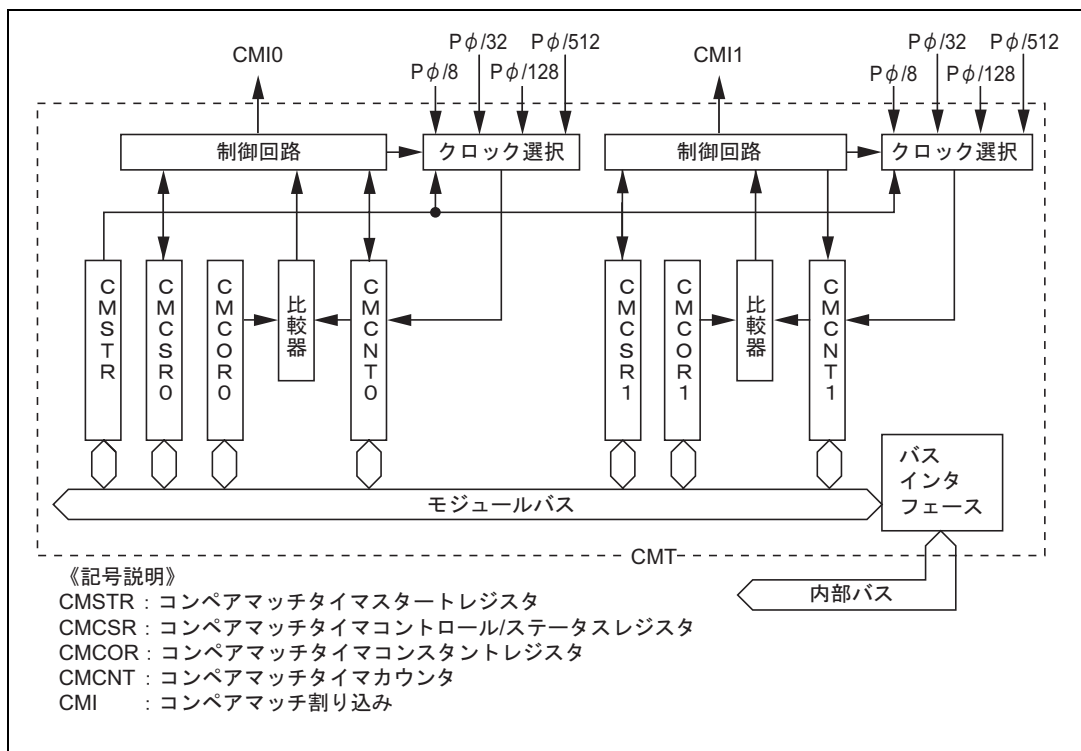 CMI0
Pφ/8
Pφ/32
Pφ/128
Pφ/512
CMI1
Pφ/8
Pφ/32
Pφ/128
Pφ/512
制御回路
クロック選択
制御回路
クロック選択
CMSTR
CMCSR0
CMCOR0
比較器
CMCNT0
CMCSR1
CMCOR1
比較器
CMCNT1
モジュールバス
バス
インタ
フェース
CMT
内部バス
《記号説明》
CMSTR : コンペアマッチタイマスタートレジスタ
CMCSR : コンペアマッチタイマコントロール/ステータスレジスタ
CMCOR : コンペアマッチタイマコンスタントレジスタ
CMCNT : コンペアマッチタイマカウンタ
CMI : コンペアマッチ割り込み